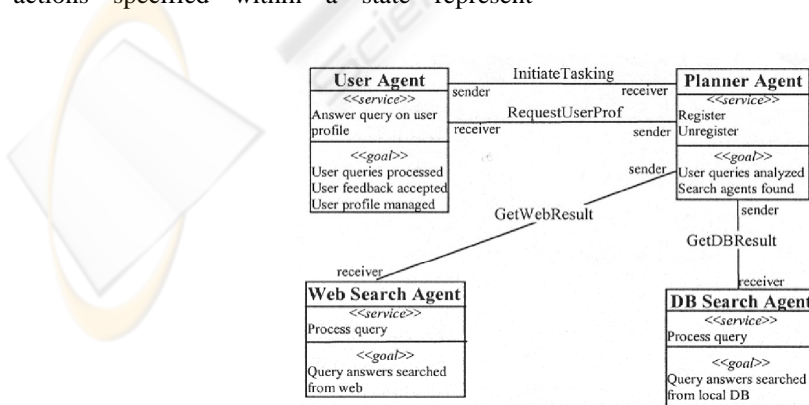 actions specified within a state represent
User Agent
<<service>>
Answer query on user
profile
<<goal>>
User queries processed
User feedback accepted
User profile managed
InitiateTasking
sender
receiver
RequestUserProf
receiver
sender
Planner Agent
<<service>>
Register
Unregister
<<goal>>
User queries analyzed
Search agents found
sender
GetWebResult
receiver
sender
GetDBResult
receiver
Web Search Agent
<<service>>
Process query
<<goal>>
Query answers searched
from web
DB Search Agent
<<service>>
Process query
<<goal>>
Query answers searched
from local DB